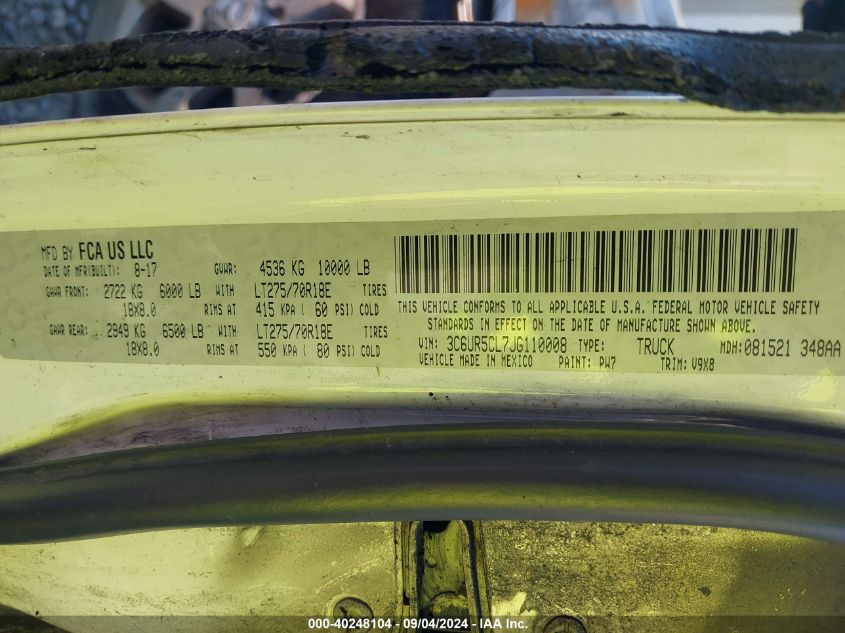 MFD BY FCA US LLC
DATE OF MFR(BUILT): 8-17 GVWR: 4536 KG 10000 LB
GAWR FRONT: 2722 KG 6000 LB WITH LT275/70R18E TIRES
18X8.0 RIMS AT 415 KPA ( 60 PSI) COLD
GAWR REAR: 2948 KG 6500 LB WITH LT275/70R18E TIRES
18X8.0 RIMS AT 550 KPA ( 80 PSI) COLD
THIS VEHICLE CONFORMS TO ALL APPLICABLE U.S.A. FEDERAL MOTOR VEHICLE SAFETY
STANDARDS IN EFFECT ON THE DATE OF MANUFACTURE SHOWN ABOVE.
VIN: 3C6UR5CL7JG110008 TYPE: TRUCK MDH:081521 348AA
VEHICLE MADE IN MEXICO PAINT: PW7 TRIM: V9X8
000-40248104 - 09/04/2024 - IAA Inc.